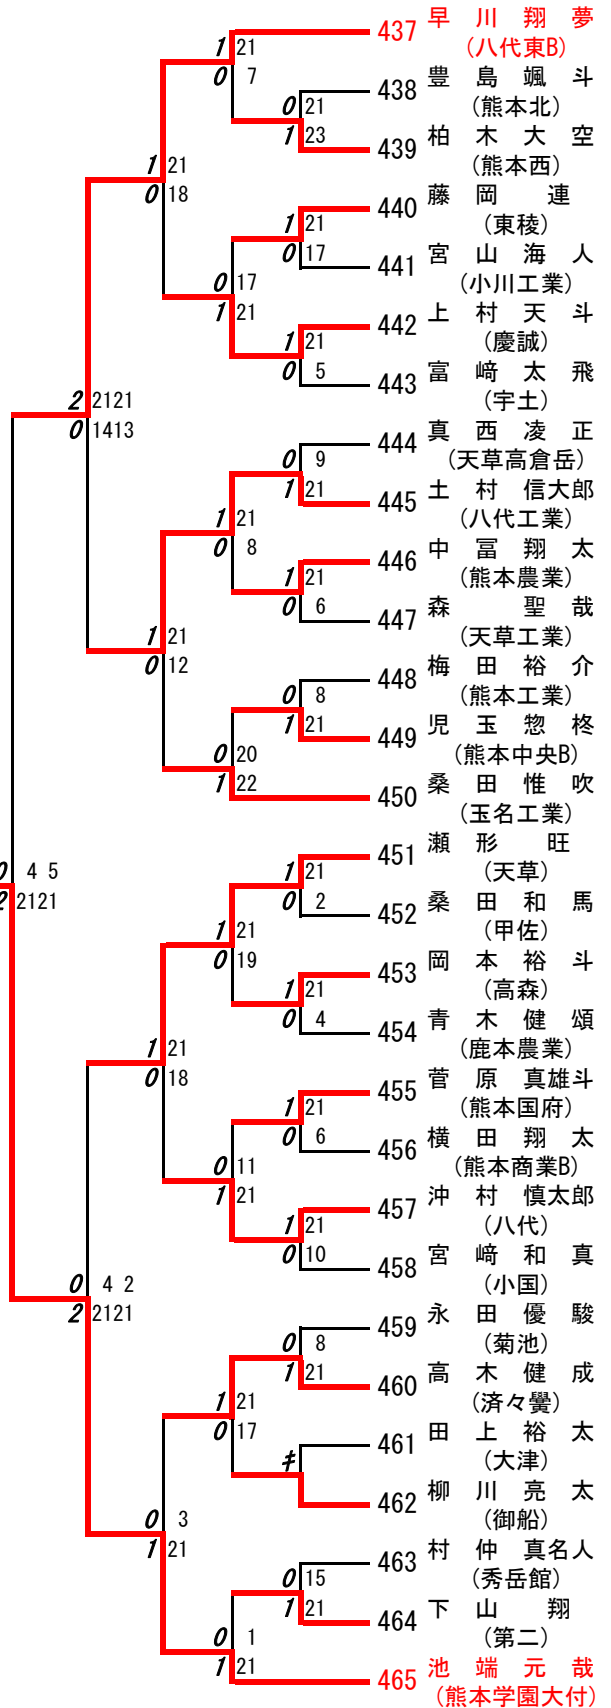 早川翔夢
1 21
437
(八代東B)
0 7
豊島颯斗
0 21
438
(熊本北)
1 23
柏木大空
439
1 21
(熊本西)
0 18
藤岡連
440
1 21
(東稜)
0 17
宮山海人
0 17
441
(小川工業)
1 21
上村天斗
442
1 21
(慶誠)
0 5
富﨑太飛
443
2 2121
(宇土)
0 1413
真西凌正
444
0 9
(天草高倉岳)
1 21
土村信大郎
445
1 21
(八代工業)
0 8
中冨翔太
446
1 21
(熊本農業)
0 6
森聖哉
447
1 21
(天草工業)
0 12
梅田裕介
448
0 8
(熊本工業)
1 21
児玉惣柊
449
0 20
(熊本中央B)
1 22
桑田惟吹
450
(玉名工業)
瀬形旺
451
1 21
(天草)
0 4 5
2 2121
0 2
桑田和馬
452
1 21
(甲佐)
0 19
岡本裕斗
453
1 21
(高森)
0 4
青木健頌
454
1 21
(鹿本農業)
0 18
菅原真雄斗
455
1 21
(熊本国府)
0 6
横田翔太
456
0 11
(熊本商業B)
1 21
沖村慎太郎
457
1 21
(八代)
0 10
宮﨑和真
458
0 4 2
(小国)
2 2121
永田優駿
459
0 8
(菊池)
1 21
高木健成
460
1 21
(済々黌)
0 17
田上裕太
461
キ
(大津)
柳川亮太
462
0 3
(御船)
1 21
村仲真名人
463
0 15
(秀岳館)
1 21
下山翔
464
0 1
(第二)
1 21
池端元哉
465
(熊本学園大付)